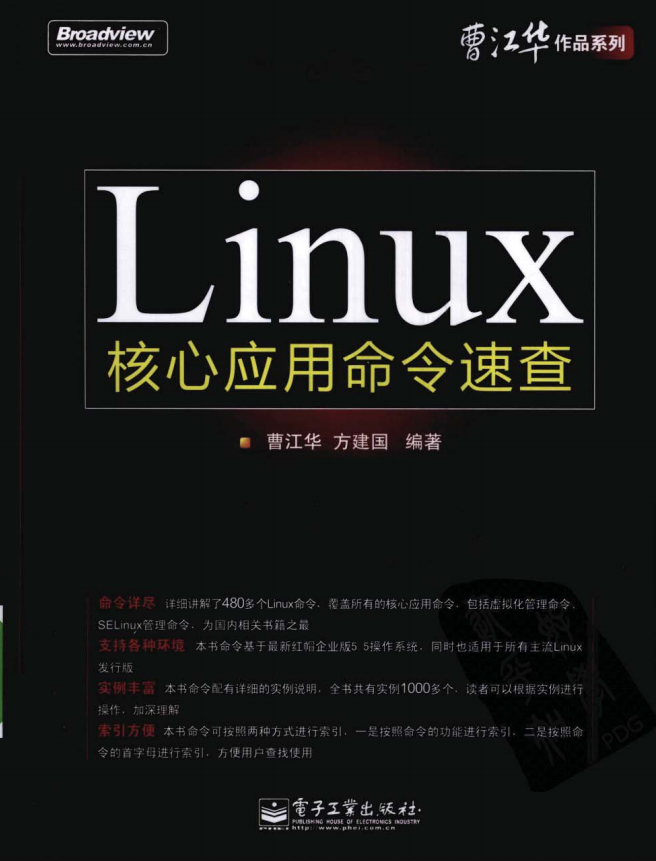 Broadview
www.broadview.com.cn
曹江华 作品系列
Linux
核心应用命令速查
曹江华 方建国 编著
命令详尽 详细讲解了480多个Linux命令，覆盖所有的核心应用命令，包括虚拟化管理命令、
SELinux管理命令，为国内相关书籍之最
支持各种环境 本书命令基于最新红帽企业版5 5操作系统，同时也适用于所有主流Linux
发行版
实例丰富 本书命令配有详细的实例说明，全书共有实例1000多个，读者可以根据实例进行
操作，加深理解
索引方便 本书命令可按照两种方式进行索引，一是按照命令的功能进行索引，二是按照命
令的首字母进行索引，方便用户查找使用
PDG
電子工業出版社·
PUBLISHING HOUSE OF ELECTRONICS INDUSTRY
http://www.phei.com.cn